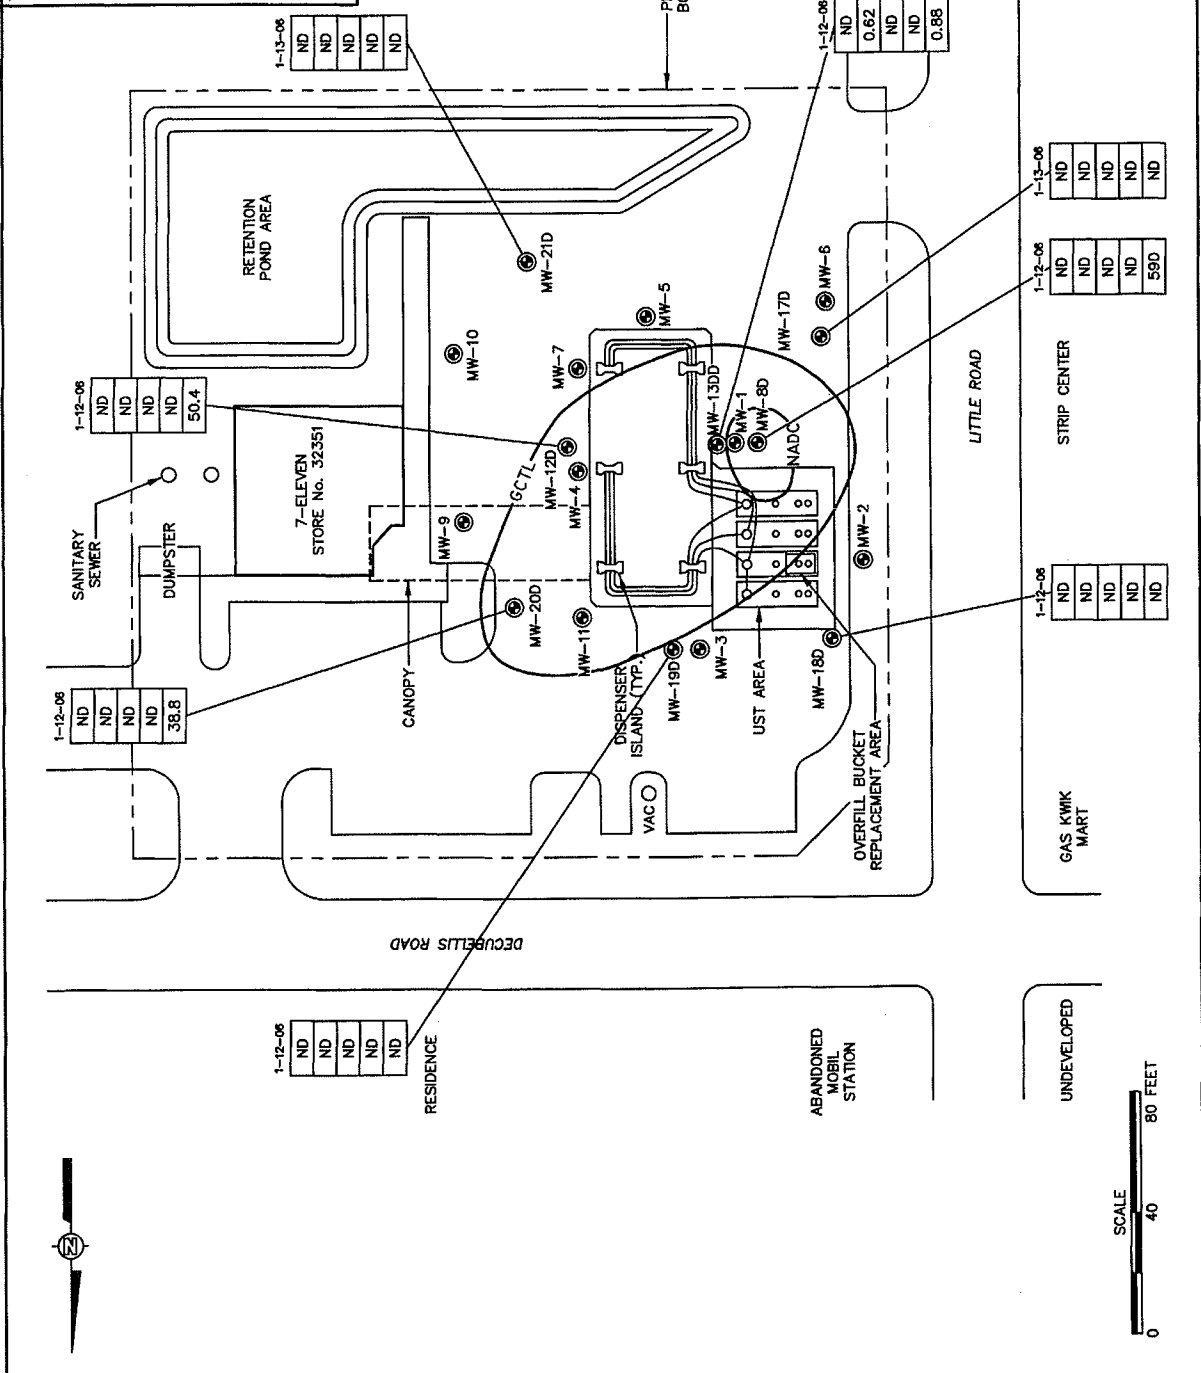 1-13-06
ND
ND
ND
ND
ND
1-12-06
ND
0.62
ND
ND
0.88
RETENTION
POND AREA
MW-21D
1-13-06
ND
ND
ND
ND
ND
1-12-06
ND
ND
ND
ND
590
1-12-06
ND
ND
ND
ND
50.4
MW-10
MW-7
MW-5
MW-17D
MW-6
SANITARY
SEWER
DUMPSTER
7-ELEVEN
STORE No. 32351
MW-9
GCTL
MW-12D
MW-4
MW-13DD
MW-1
MW-8D
NADC
MW-2
LITTLE ROAD
STRIP CENTER
1-12-06
ND
ND
ND
ND
38.8
CANOPY
MW-20D
MW-11
DISPENSER
ISLAND (TYP.)
MW-19D
MW-3
UST AREA
MW-18D
1-12-06
ND
ND
ND
ND
ND
VAC
OVERFILL BUCKET
REPLACEMENT AREA
GAS KWIK
MART
DECUBELLIS ROAD
1-12-06
ND
ND
ND
ND
ND
RESIDENCE
ABANDONED
MOBIL
STATION
UNDEVELOPED
N
SCALE
0 40 80 FEET